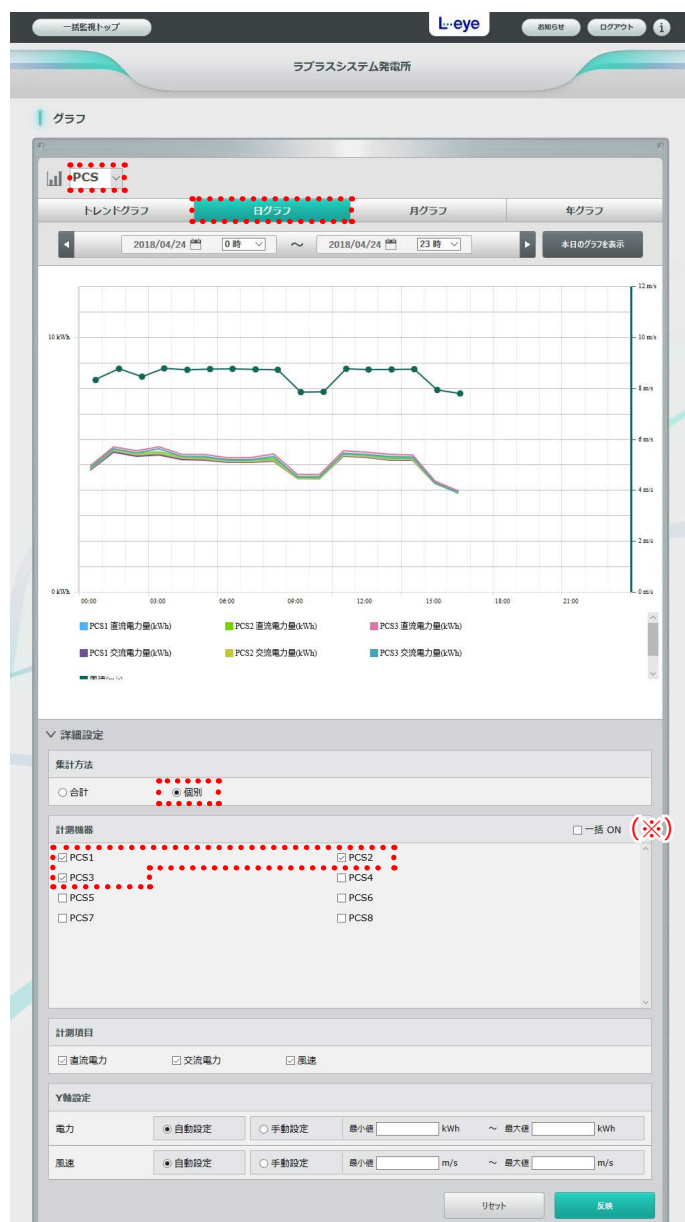 一括監視トップ
L・eye
お知らせ
ログアウト
i
ラプラスシステム発電所
グラフ
PCS
トレンドグラフ
日グラフ
月グラフ
年グラフ
2018/04/24 0 時 ～ 2018/04/24 23 時
本日のグラフを表示
12 m/s
10 kWh
10 m/s
8 m/s
6 m/s
4 m/s
2 m/s
0 kWh
0 m/s
00:00 03:00 06:00 09:00 12:00 15:00 18:00 21:00
PCS1 直流電力量(kWh) PCS2 直流電力量(kWh) PCS3 直流電力量(kWh)
PCS1 交流電力量(kWh) PCS2 交流電力量(kWh) PCS3 交流電力量(kWh)
風速(m/s)
詳細設定
集計方法
合計 個別
計測機器
一括 ON (※)
PCS1 PCS2
PCS3 PCS4
PCS5 PCS6
PCS7 PCS8
計測項目
直流電力 交流電力 風速
Y軸設定
電力 自動設定 手動設定 最小値 kWh ～ 最大値 kWh
風速 自動設定 手動設定 最小値 m/s ～ 最大値 m/s
リセット 反映